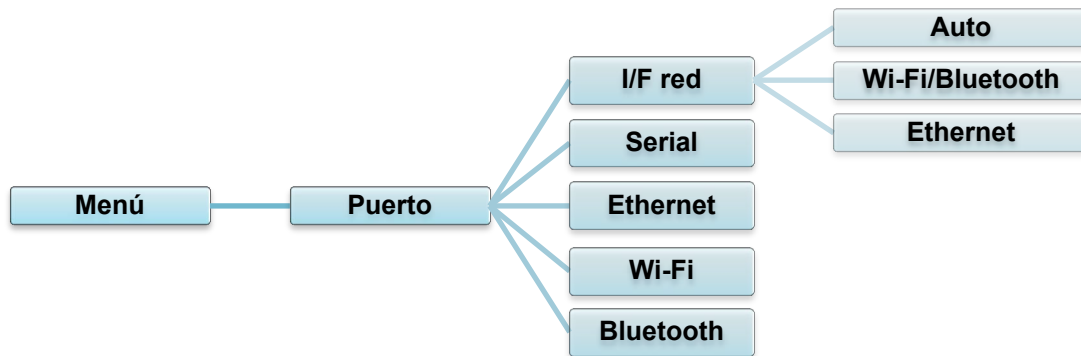 Menú
Puerto
I/F red
Auto
Wi-Fi/Bluetooth
Ethernet
Serial
Ethernet
Wi-Fi
Bluetooth